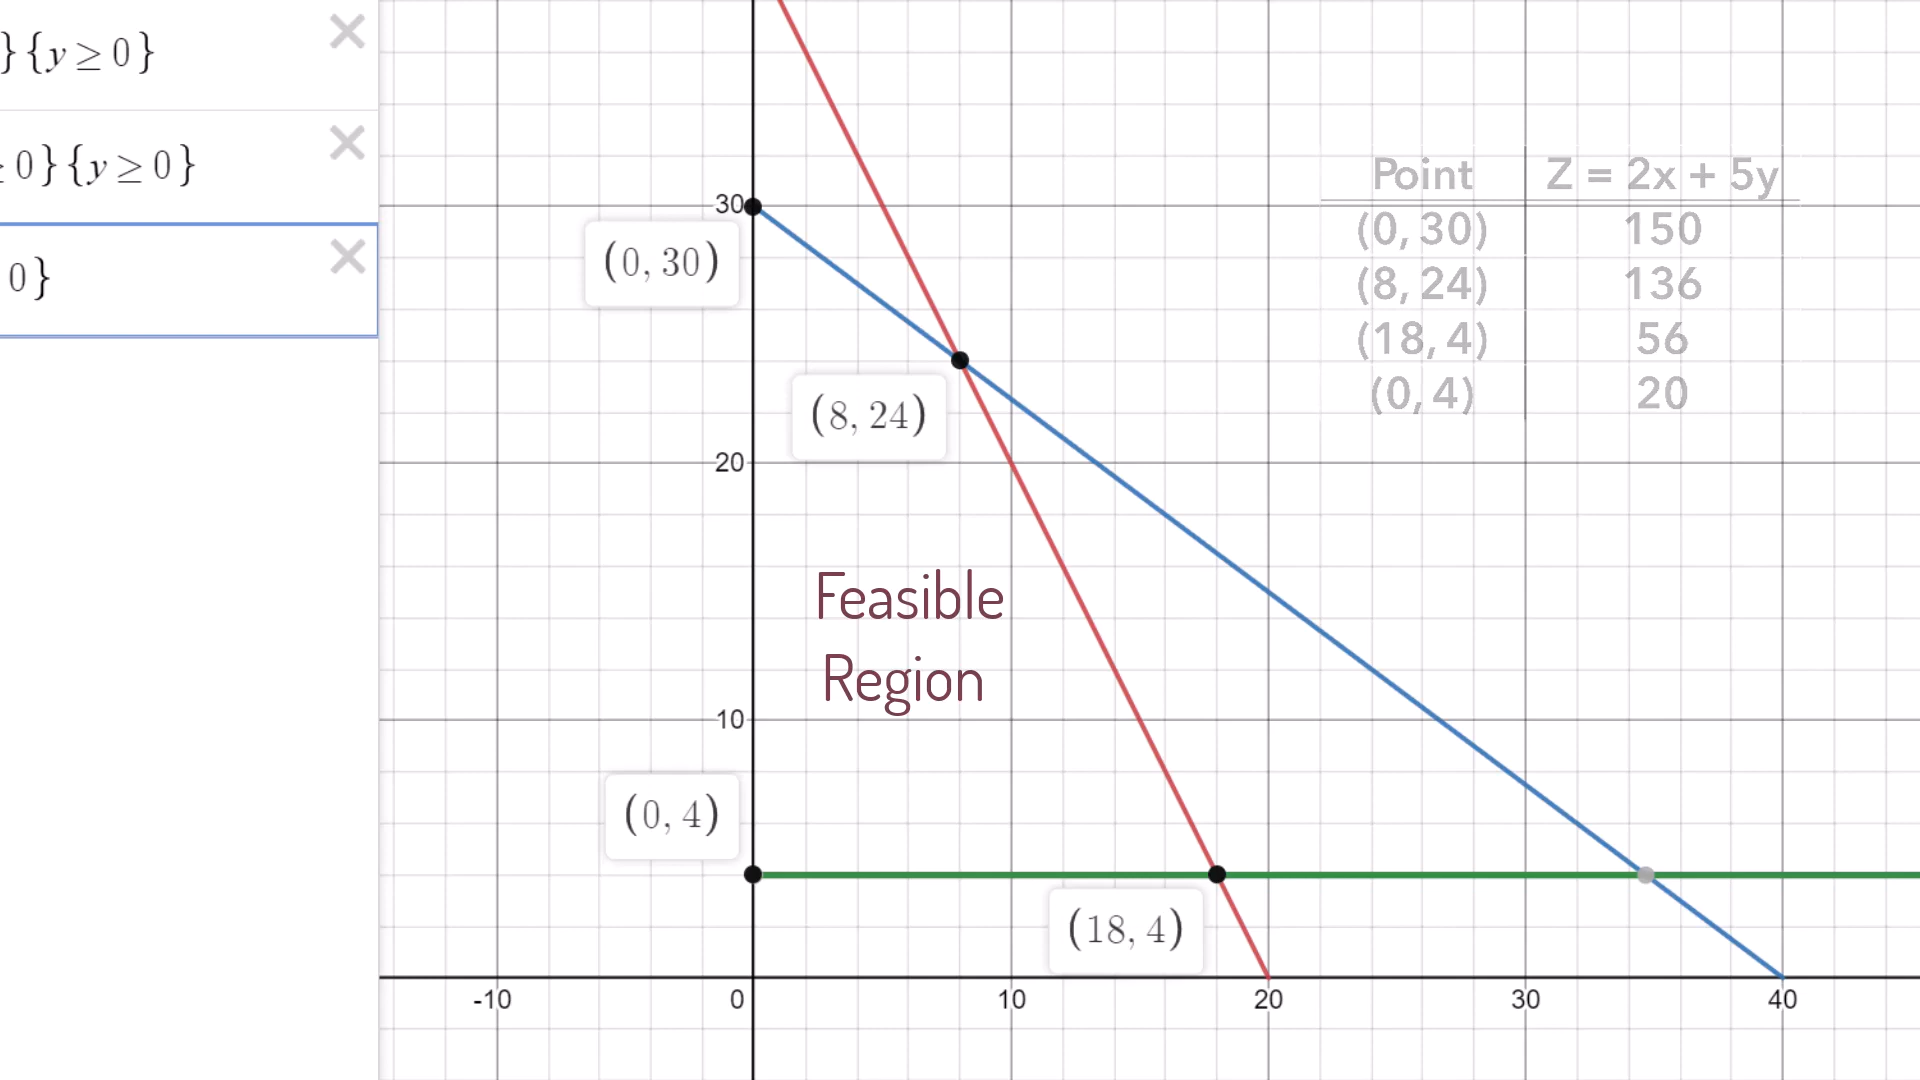 }{y ≥ 0}
≥ 0}{y ≥ 0}
0}
Point Z = 2x + 5y
(0, 30) 150
(8, 24) 136
(18, 4) 56
(0, 4) 20
30
(0, 30)
(8, 24)
20
Feasible
Region
10
(0, 4)
(18, 4)
-10 0 10 20 30 40